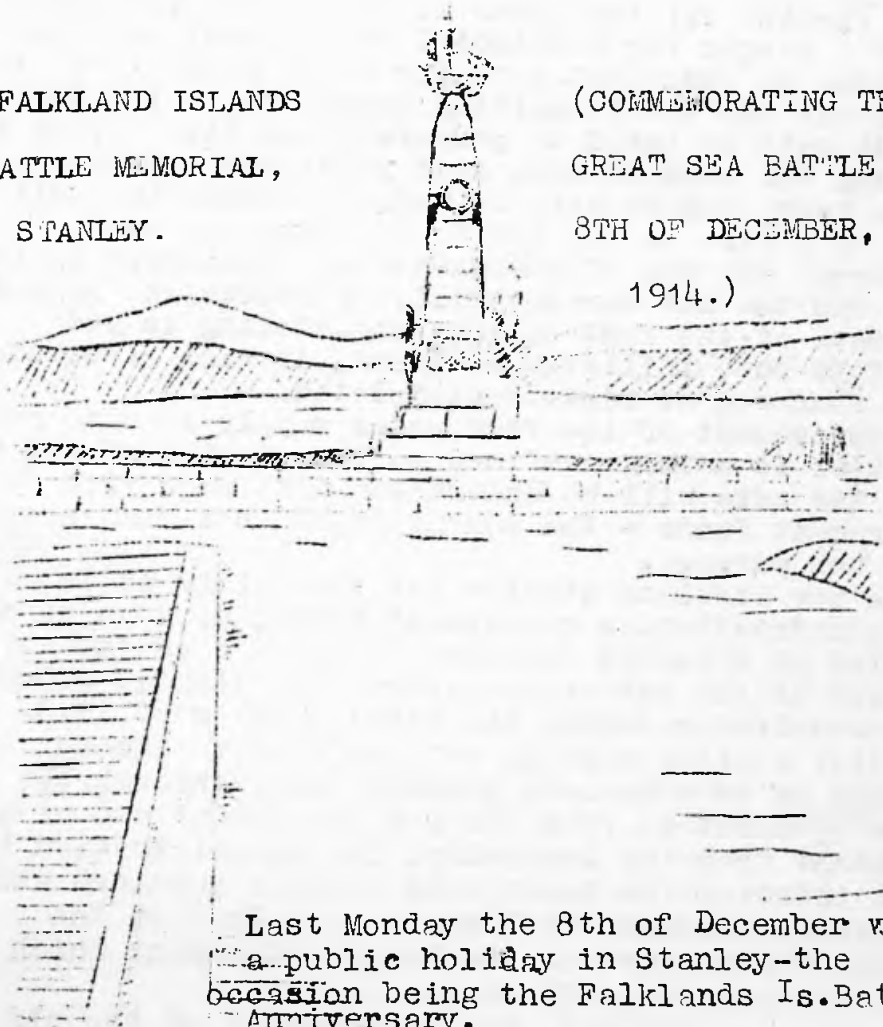 FALKLAND ISLANDS
ATTLE MEMORIAL,
STANLEY.
(COMMEMORATING T
GREAT SEA BATTLE
8TH OF DECEMBER,
1914.)
Last Monday the 8th of December w
a public holiday in Stanley-the
occasion being the Falklands Is.Bat
Anniversary.